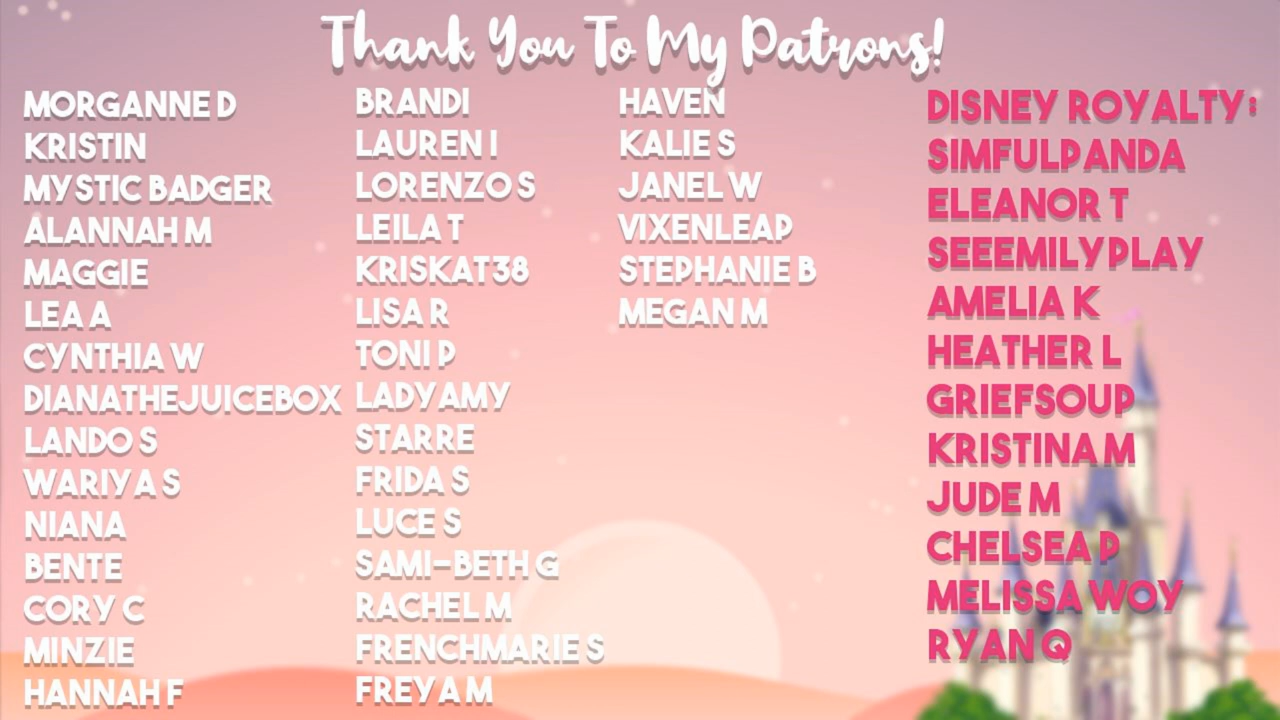 Thank You To My Patrons!
MORGANNE D
KRISTIN
MYSTIC BADGER
ALANNAH M
MAGGIE
LEA A
CYNTHIA W
DIANATHEJUICEBOX
LANDO S
WARIYA S
NIANA
BENTE
CORY C
MINZIE
HANNAH F
BRANDI
LAUREN I
LORENZO S
LEILA T
KRISKAT38
LISA R
TONI P
LADYAMY
STARRE
FRIDA S
LUCE S
SAMI-BETH G
RACHEL M
FRENCHMARIE S
FREYA M
HAVEN
KALIE S
JANEL W
VIXENLEAP
STEPHANIE B
MEGAN M
DISNEY ROYALTY:
SIMFULPANDA
ELEANOR T
SEEEMILYPLAY
AMELIA K
HEATHER L
GRIEFSOUP
KRISTINA M
JUDE M
CHELSEA P
MELISSA WOY
RYAN Q